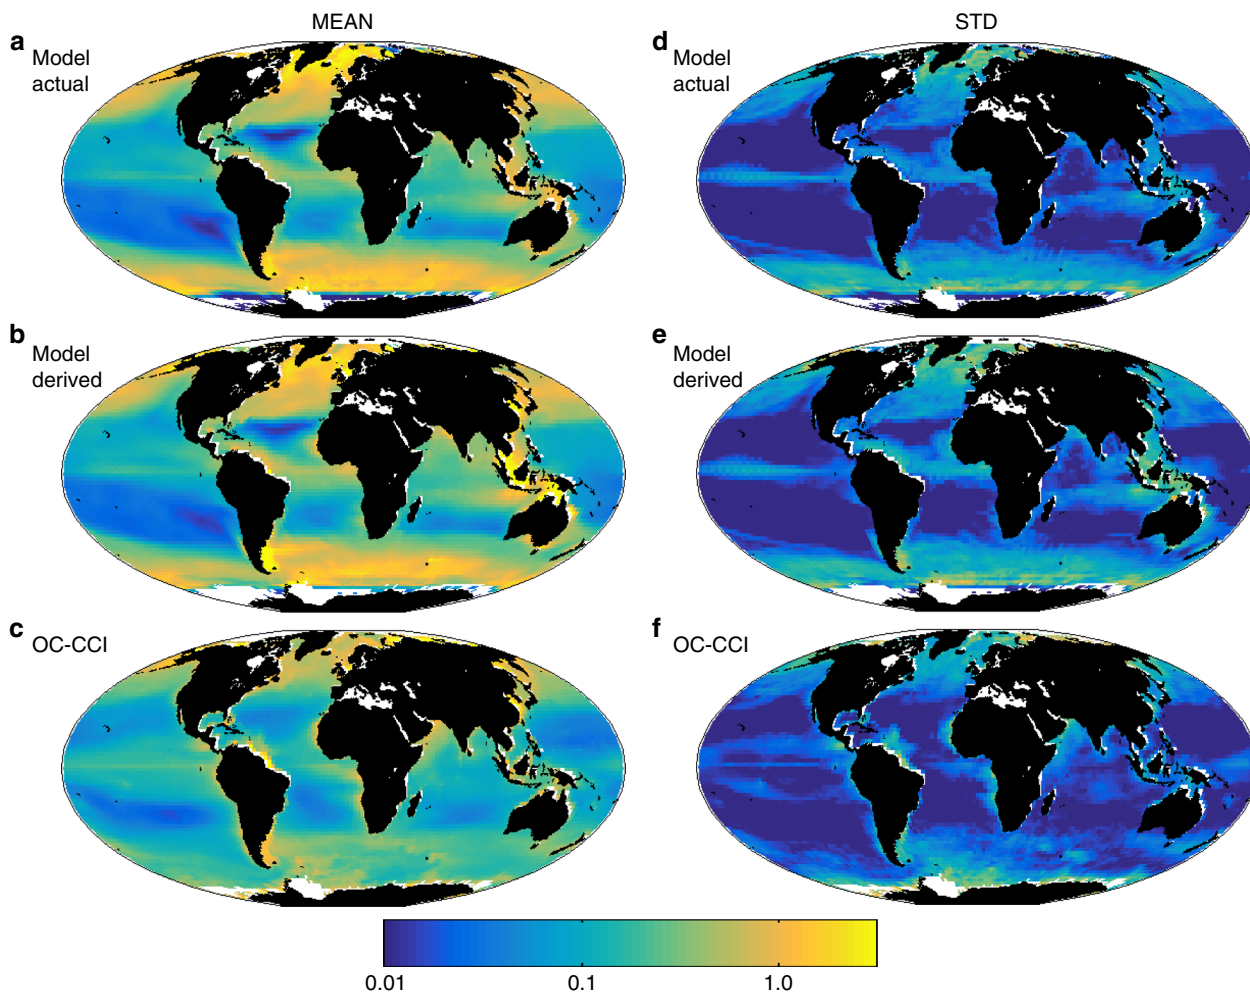 MEAN
STD
a
Model
actual
d
Model
actual
b
Model
derived
e
Model
derived
c
OC-CCI
f
OC-CCI
0.01
0.1
1.0